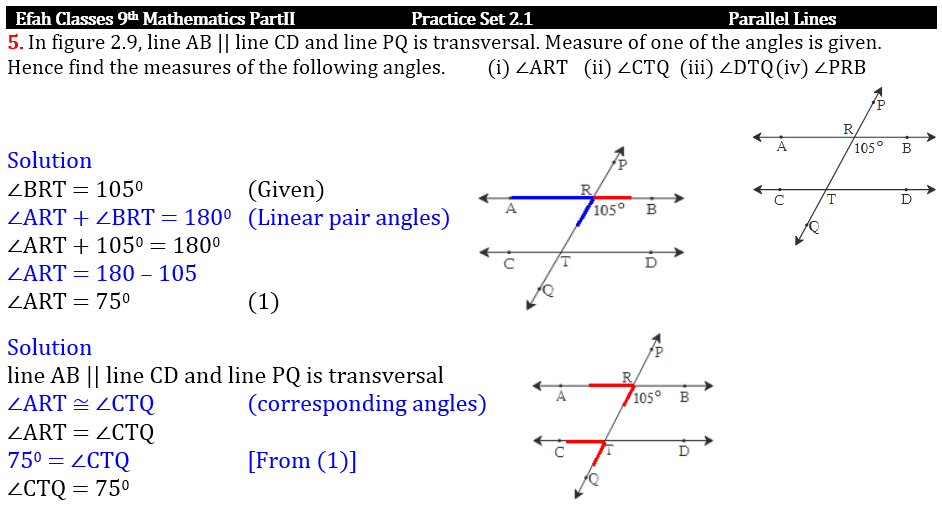 Efah Classes 9th Mathematics PartII Practice Set 2.1 Parallel Lines
5. In figure 2.9, line AB || line CD and line PQ is transversal. Measure of one of the angles is given.
Hence find the measures of the following angles. (i) ∠ART (ii) ∠CTQ (iii) ∠DTQ(iv) ∠PRB
P
R
A 105° B
C T D
Q
Solution
∠BRT = 105⁰ (Given)
∠ART + ∠BRT = 180⁰ (Linear pair angles)
∠ART + 105⁰ = 180⁰
∠ART = 180 – 105
∠ART = 75⁰ (1)
P
R
A 105° B
C T D
Q
Solution
line AB || line CD and line PQ is transversal
∠ART ≅ ∠CTQ (corresponding angles)
∠ART = ∠CTQ
75⁰ = ∠CTQ [From (1)]
∠CTQ = 75⁰
P
R
A 105° B
C T D
Q